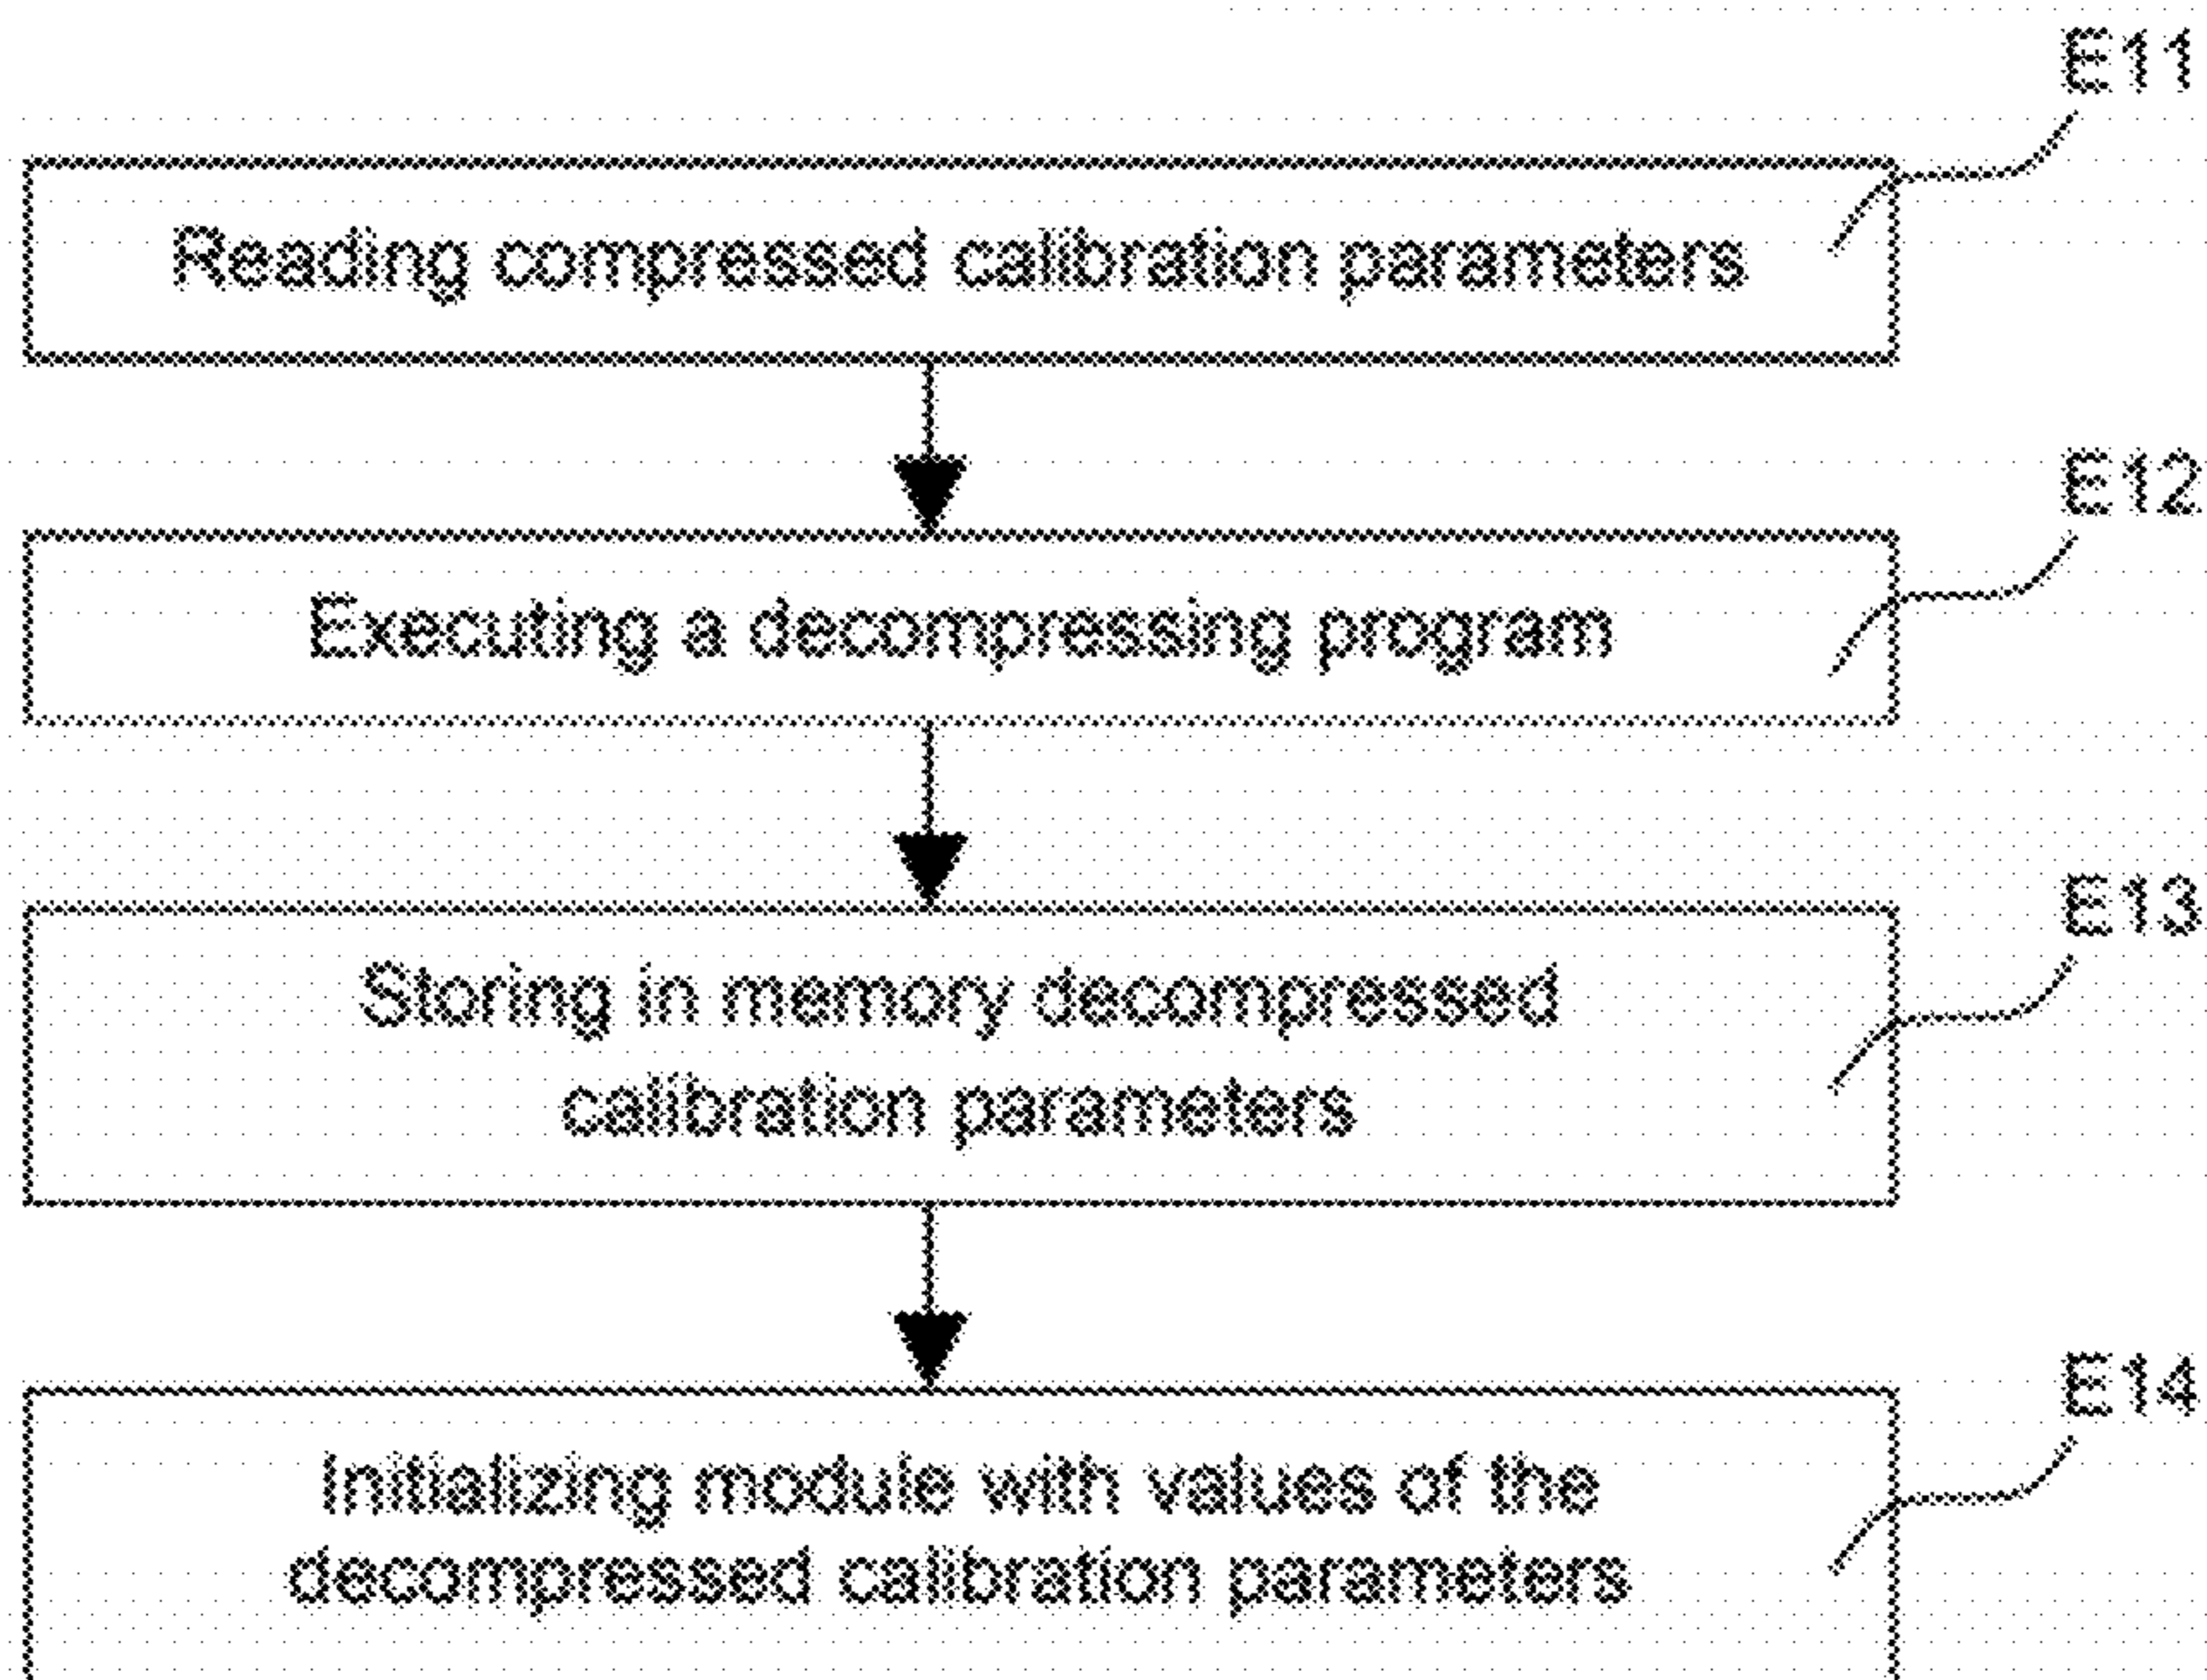 E11
Reading compressed calibration parameters
E12
Executing a decompressing program
E13
Storing in memory decompressed
calibration parameters
E14
Initializing module with values of the
decompressed calibration parameters